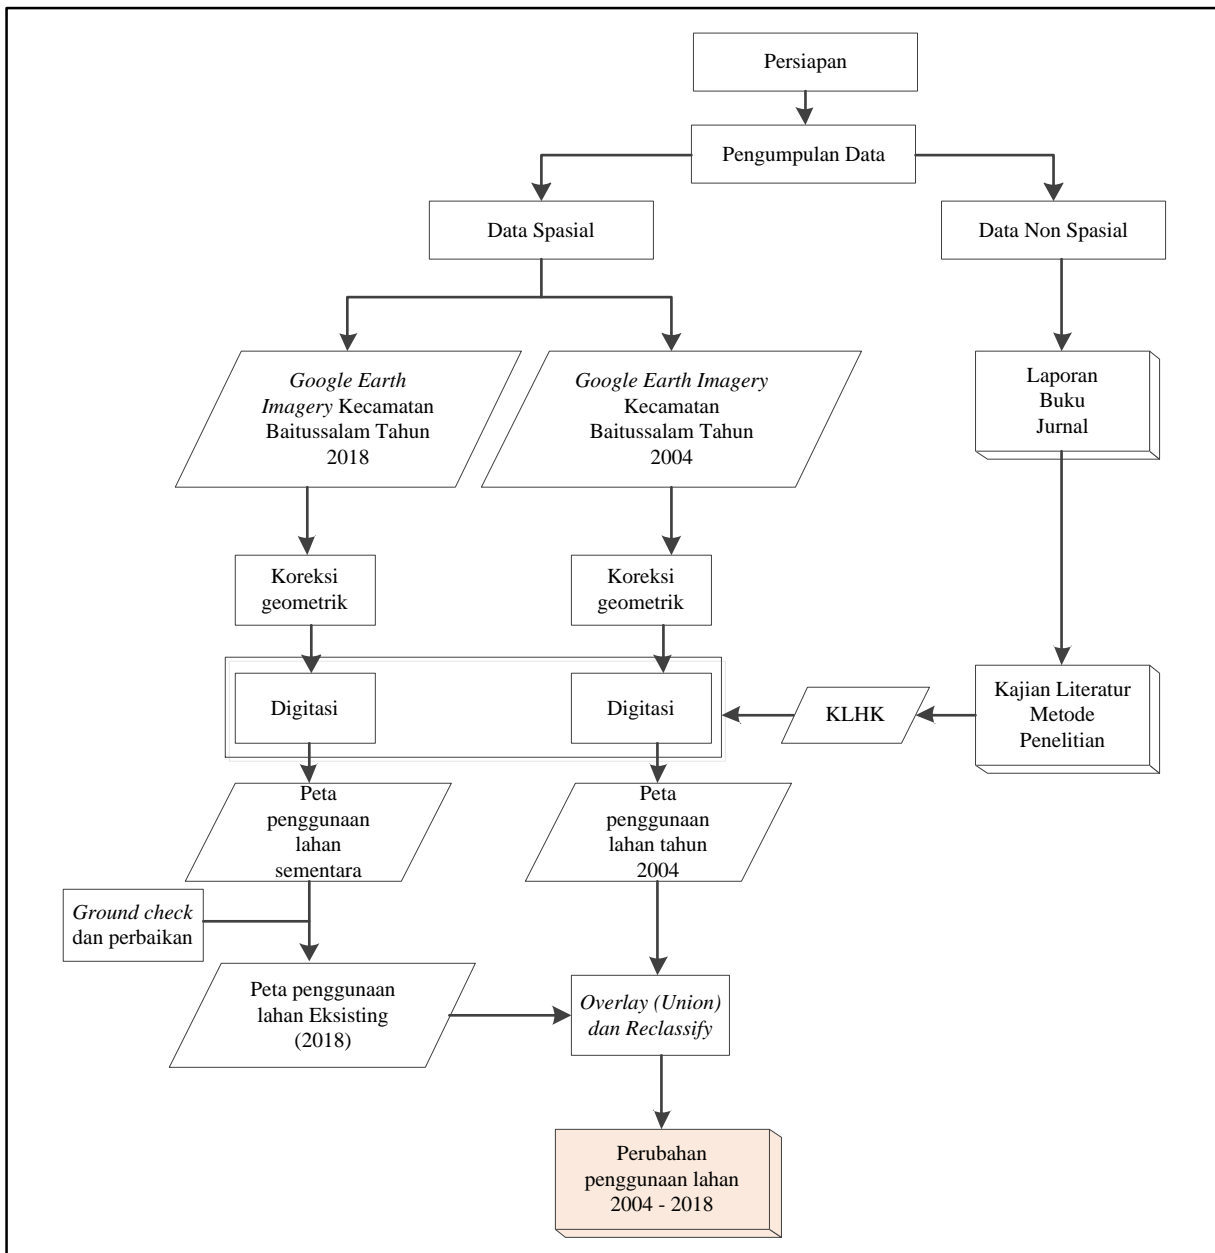 Persiapan
Pengumpulan Data
Data Spasial
Data Non Spasial
Google Earth
Imagery Kecamatan
Baitussalam Tahun
2018
Google Earth Imagery
Kecamatan
Baitussalam Tahun
2004
Laporan
Buku
Jurnal
Koreksi
geometrik
Koreksi
geometrik
Digitasi
Digitasi
KLHK
Kajian Literatur
Metode
Penelitian
Peta
penggunaan
lahan
sementara
Peta
penggunaan
lahan tahun
2004
Ground check
dan perbaikan
Peta penggunaan
lahan Eksisting
(2018)
Overlay (Union)
dan Reclassify
Perubahan
penggunaan lahan
2004 - 2018